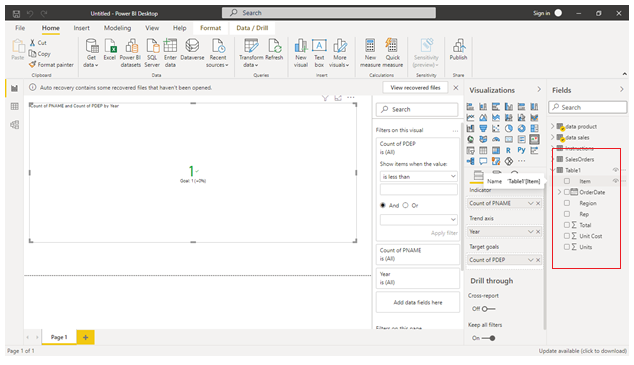 Untitled - Power BI Desktop
Search
Sign in
File
Home
Insert
Modeling
View
Help
Format
Data / Drill
Paste
Cut
Copy
Format painter
Clipboard
Get data
Excel
Power BI datasets
SQL Server
Enter data
Dataverse
Recent sources
Data
Transform data
Refresh
Queries
New visual
Text box
More visuals
Insert
New measure
Quick measure
Calculations
Sensitivity (preview)
Sensitivity
Publish
Share
Auto recovery contains some recovered files that haven't been opened.
View recovered files
Count of PNAME and Count of PDEP by Year
1
Goal: 1 (+0%)
Search
Filters on this visual
Count of PDEP
is (All)
Show items when the value:
is less than
And
Or
Apply filter
Count of PNAME
is (All)
Year
is (All)
Add data fields here
Filters on this page
Visualizations
Name
'Table1'[Item]
Indicator
Count of PNAME
Trend axis
Year
Target goals
Count of PDEP
Drill through
Cross-report
Off
Keep all filters
On
Fields
Search
data product
data sales
Instructions
SalesOrders
Table1
Item
OrderDate
Region
Rep
Total
Unit Cost
Units
Page 1
Page 1 of 1
Update available (click to download)